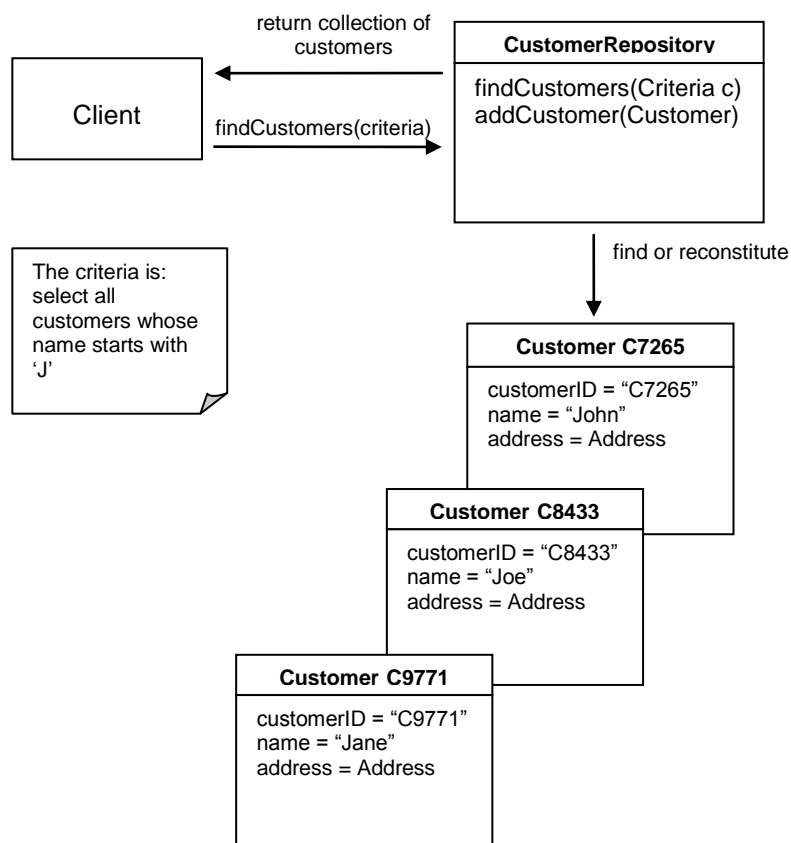 return collection of
customers
CustomerRepository
findCustomers(Criteria c)
addCustomer(Customer)
Client
findCustomers(criteria)
find or reconstitute
The criteria is:
select all
customers whose
name starts with
‘J’
Customer C7265
customerID = “C7265”
name = “John”
address = Address
Customer C8433
customerID = “C8433”
name = “Joe”
address = Address
Customer C9771
customerID = “C9771”
name = “Jane”
address = Address